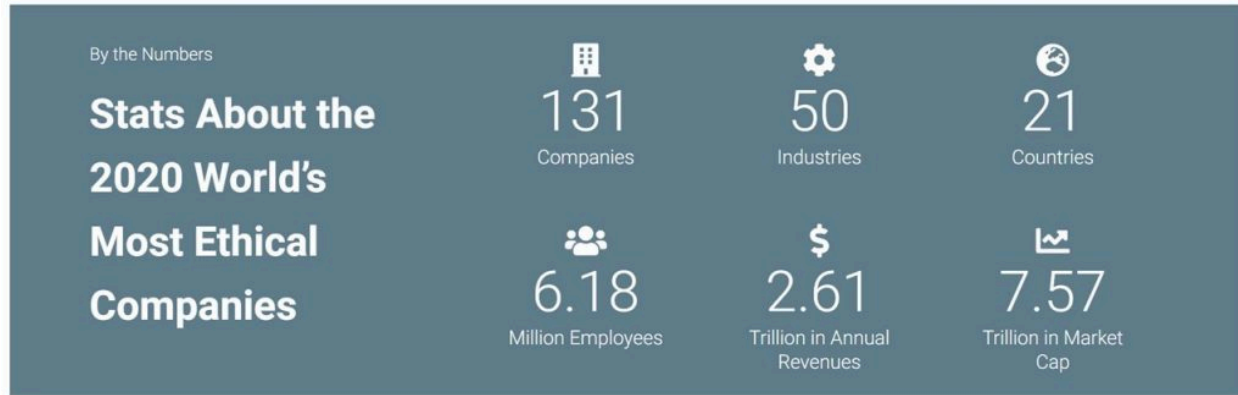 By the Numbers
Stats About the
2020 World’s
Most Ethical
Companies
131
Companies
50
Industries
21
Countries
6.18
Million Employees
$
2.61
Trillion in Annual
Revenues
7.57
Trillion in Market
Cap